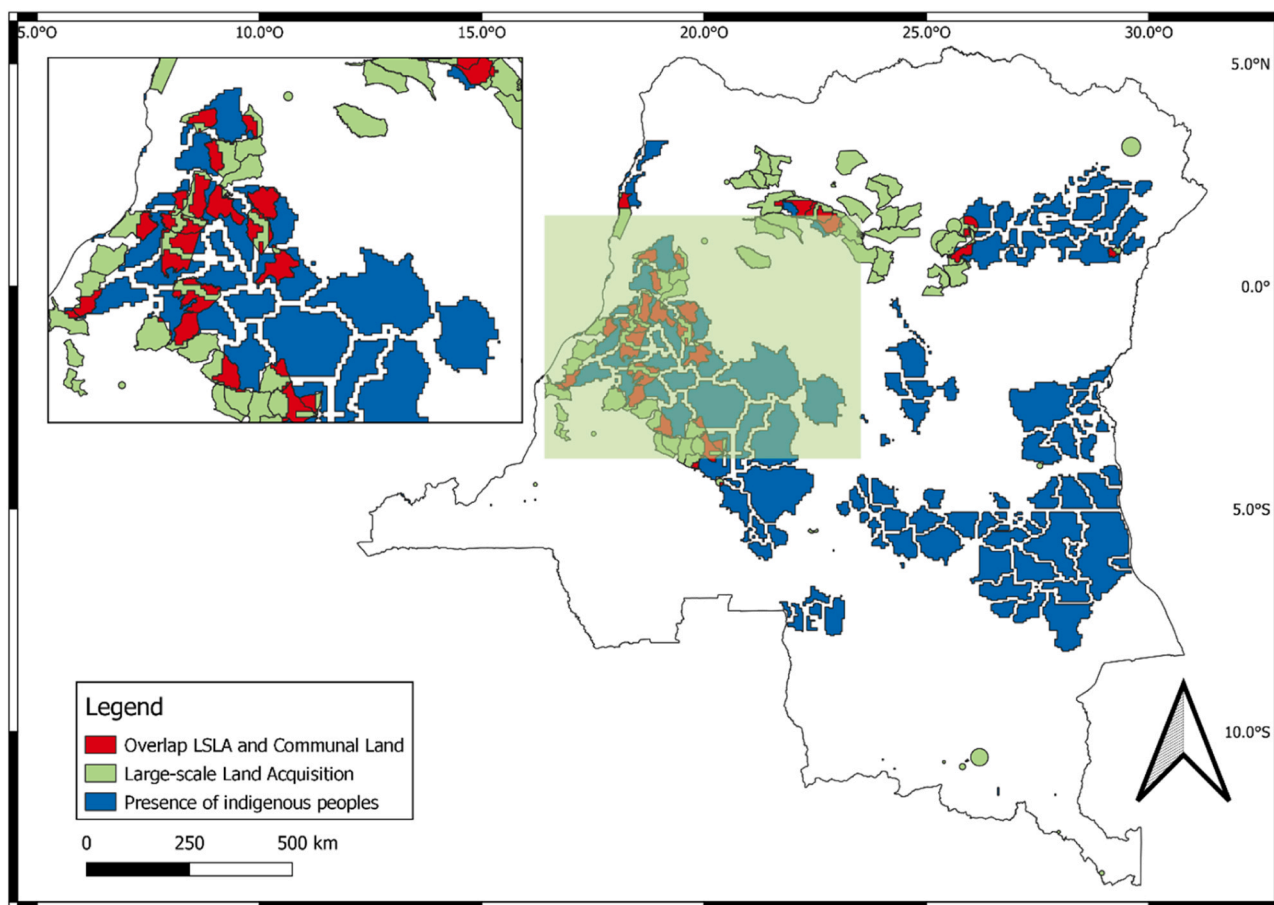 5.0°O 10.0°O 15.0°O 20.0°O 25.0°O 30.0°O
5.0°N
0.0°
5.0°S
10.0°S
Legend
Overlap LSLA and Communal Land
Large-scale Land Acquisition
Presence of indigenous peoples
0 250 500 km